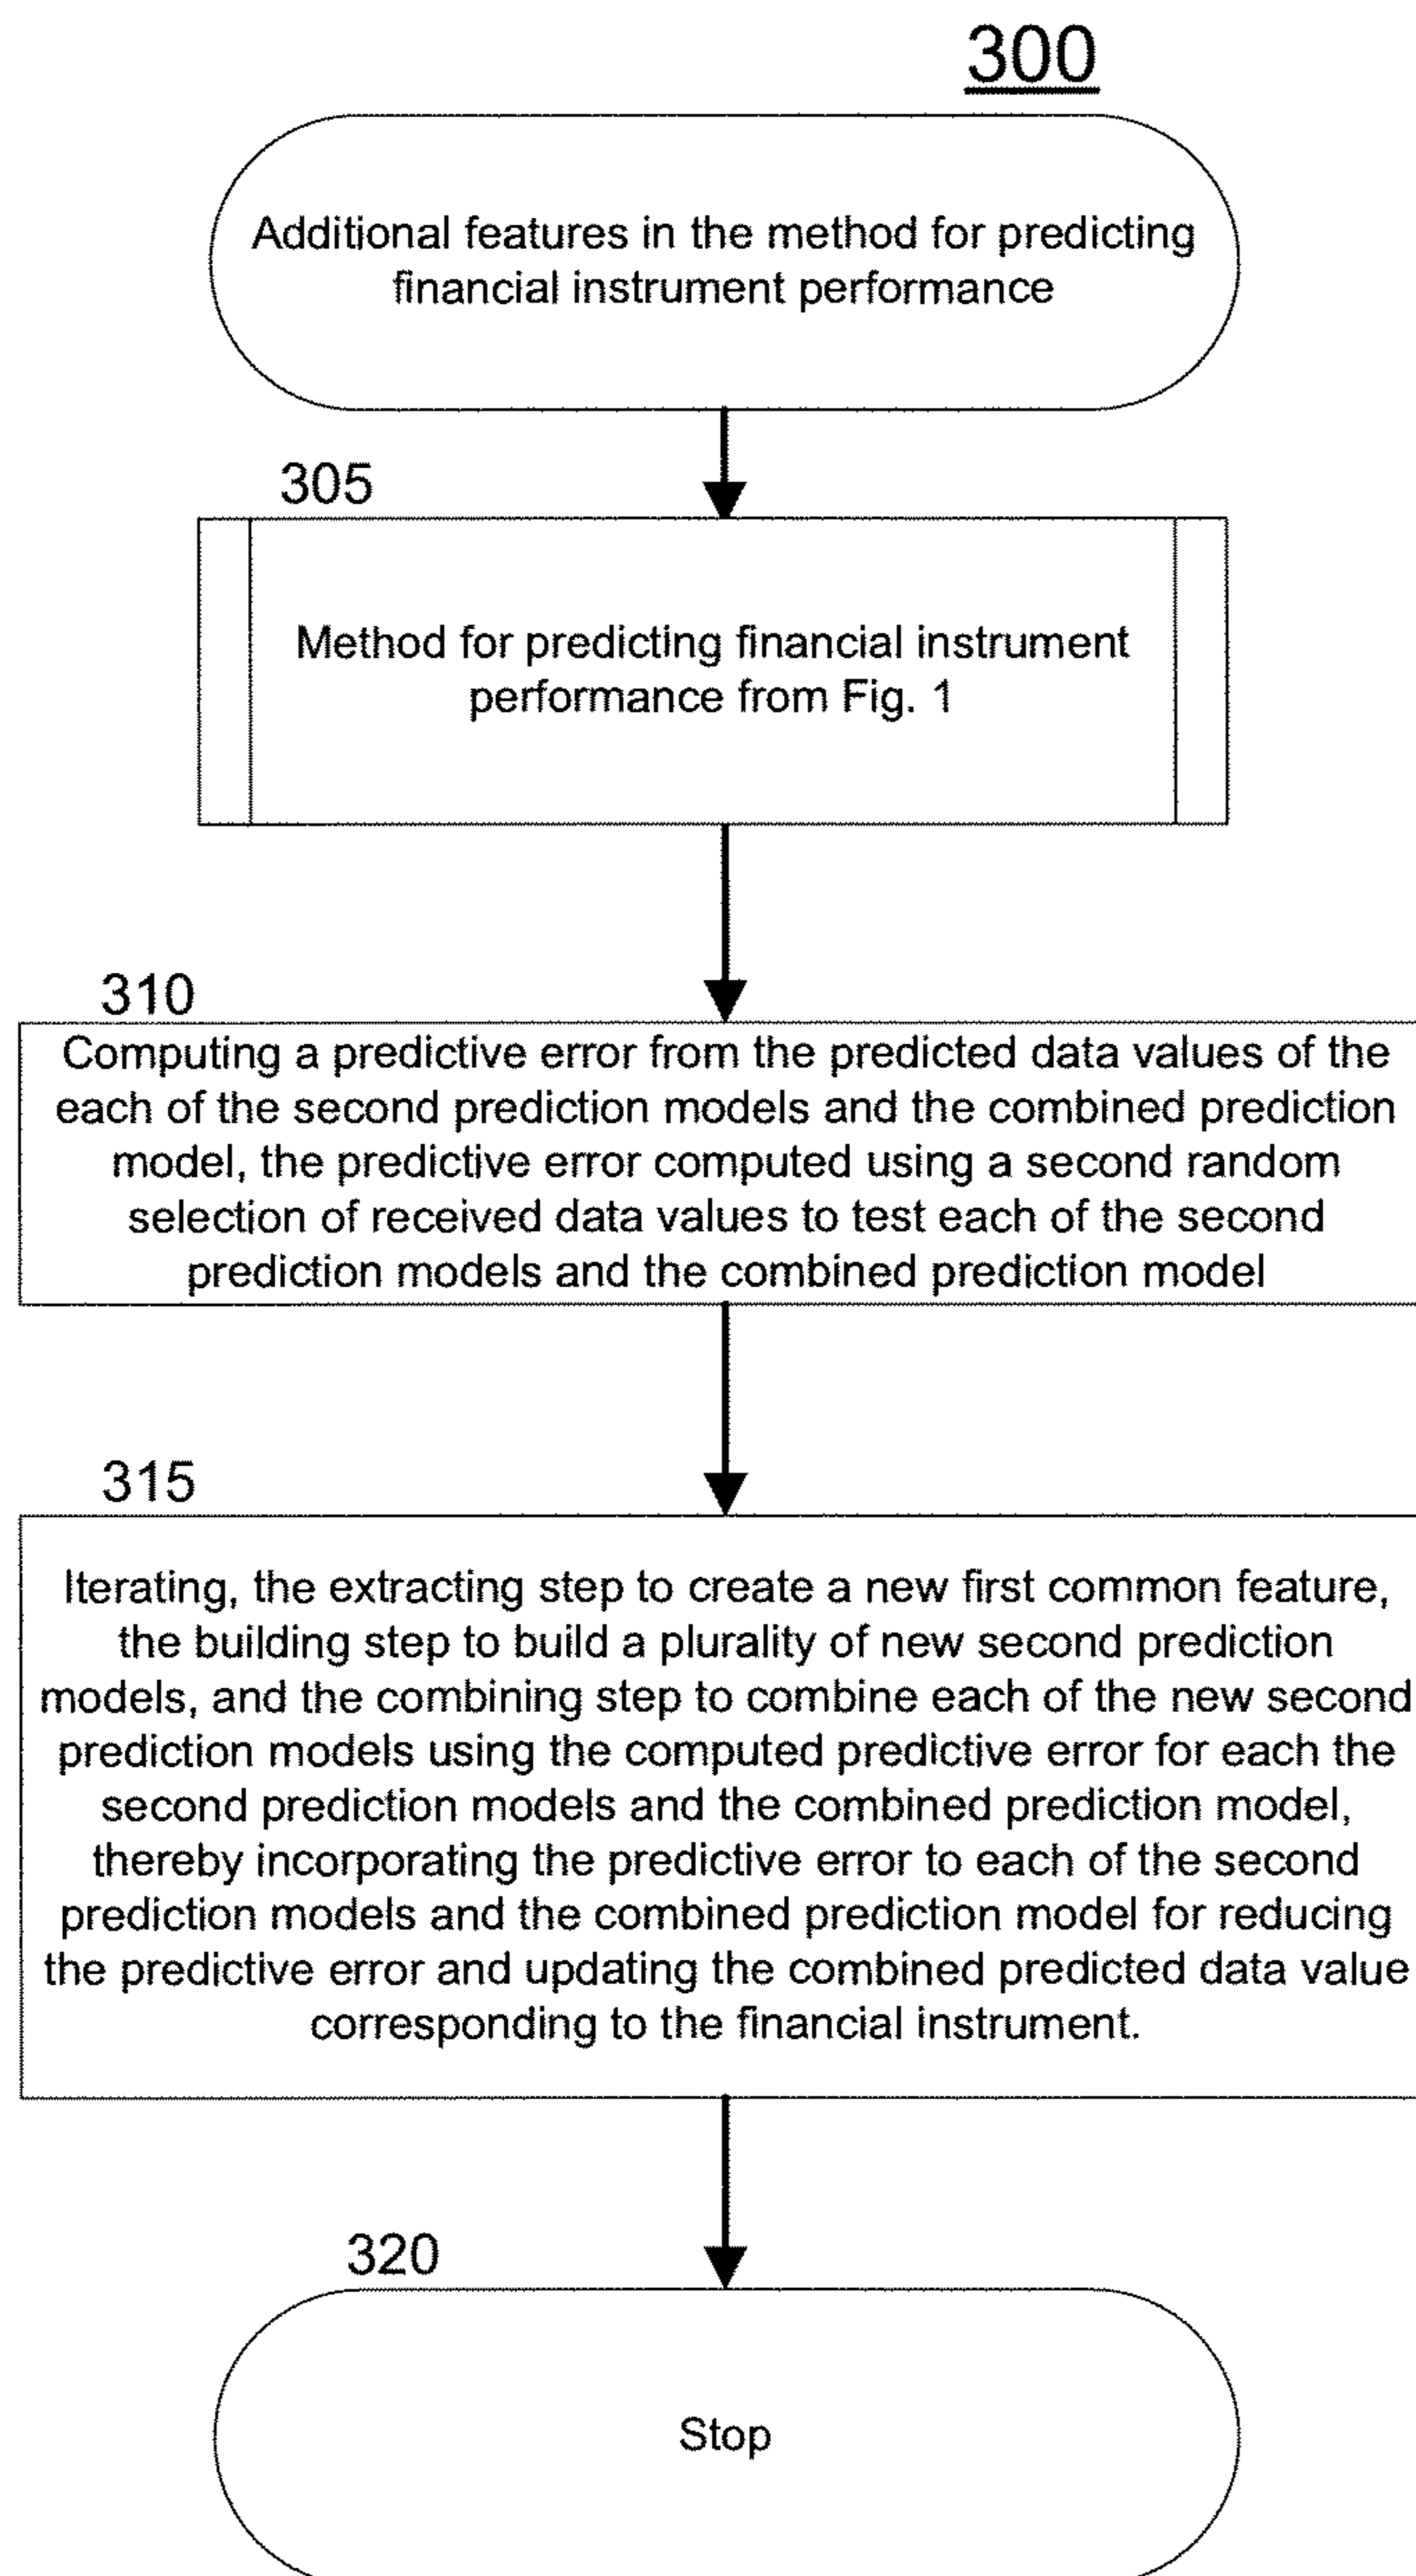 300
Additional features in the method for predicting
financial instrument performance
305
Method for predicting financial instrument
performance from Fig. 1
310
Computing a predictive error from the predicted data values of the
each of the second prediction models and the combined prediction
model, the predictive error computed using a second random
selection of received data values to test each of the second
prediction models and the combined prediction model
315
Iterating, the extracting step to create a new first common feature,
the building step to build a plurality of new second prediction
models, and the combining step to combine each of the new second
prediction models using the computed predictive error for each the
second prediction models and the combined prediction model,
thereby incorporating the predictive error to each of the second
prediction models and the combined prediction model for reducing
the predictive error and updating the combined predicted data value
corresponding to the financial instrument.
320
Stop